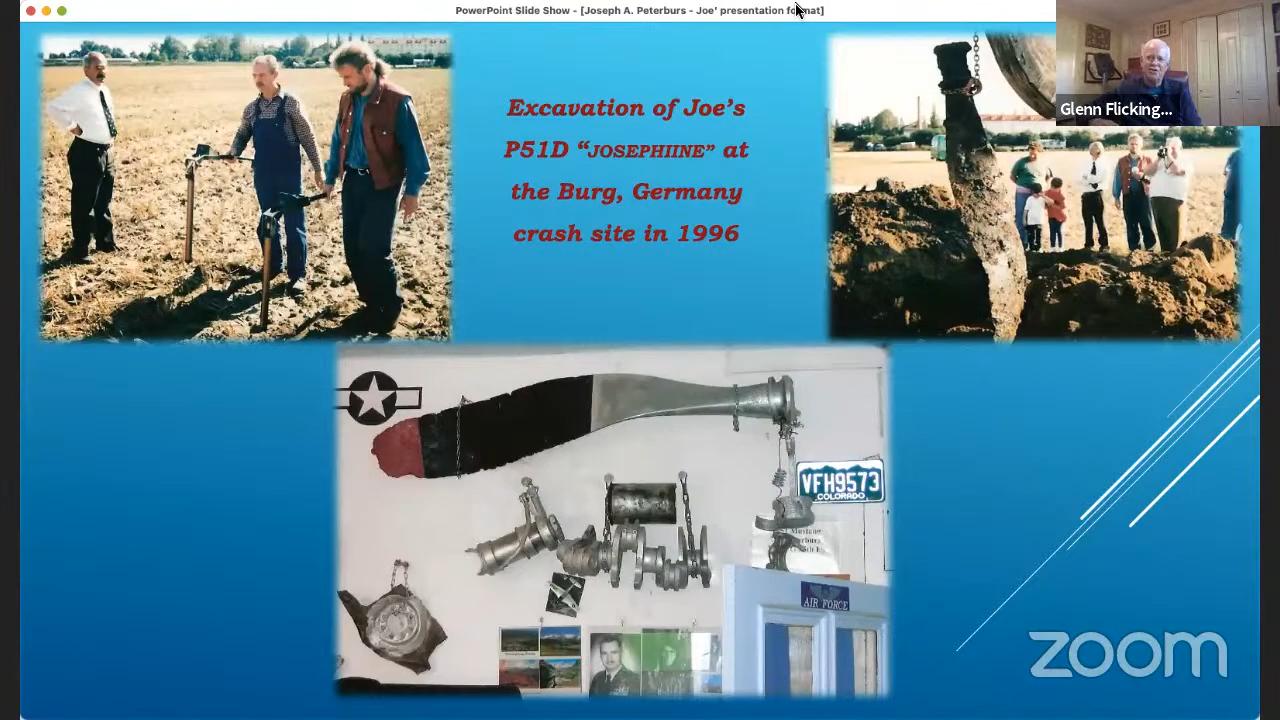 PowerPoint Slide Show - [Joseph A. Peterburs - Joe' presentation format]
Glenn Flicking...
Excavation of Joe's
P51D “JOSEPHIINE” at
the Burg, Germany
crash site in 1996
VFH9573
COLORADO
AIR FORCE
zoom